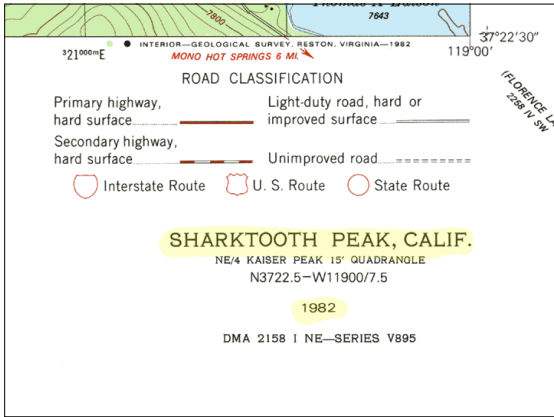 7800
Thomas A Edison
7643
37°22'30"
INTERIOR—GEOLOGICAL SURVEY, RESTON, VIRGINIA—1982
³21⁰⁰⁰ᵐE
119°00'
MONO HOT SPRINGS 6 MI.
(FLORENCE LA
2258 IV SW
ROAD CLASSIFICATION
Primary highway,
hard surface
Light-duty road, hard or
improved surface
Secondary highway,
hard surface
Unimproved road
Interstate Route
U. S. Route
State Route
SHARKTOOTH PEAK, CALIF.
NE/4 KAISER PEAK 15' QUADRANGLE
N3722.5—W11900/7.5
1982
DMA 2158 I NE—SERIES V895